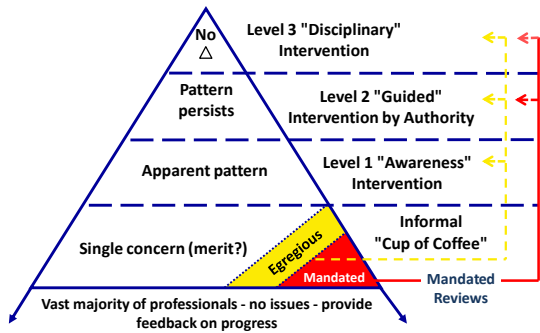 No
△
Level 3 "Disciplinary"
Intervention
Pattern
persists
Level 2 "Guided"
Intervention by Authority
Apparent pattern
Level 1 "Awareness"
Intervention
Single concern (merit?)
Egregious
Mandated
Informal
"Cup of Coffee"
Mandated
Reviews
Vast majority of professionals - no issues - provide
feedback on progress